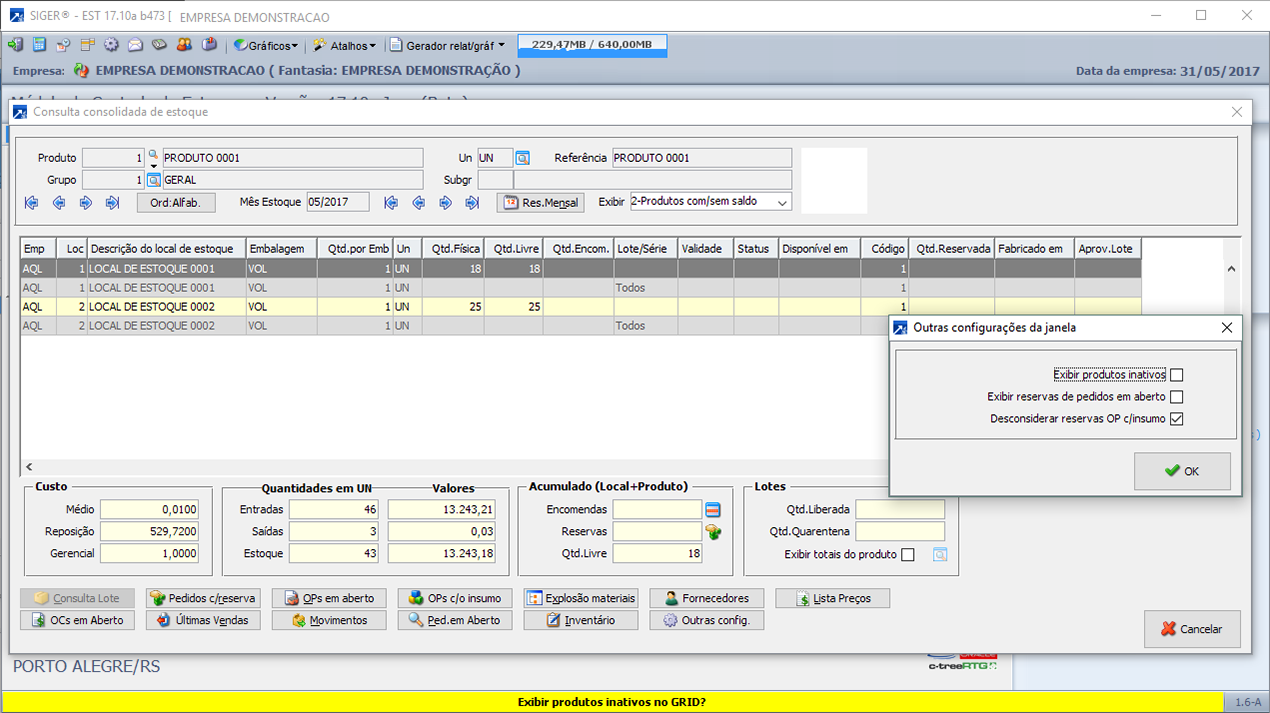 SIGER® - EST 17.10a b473 [ EMPRESA DEMONSTRACAO
Gráficos Atalhos Gerador relat/gráf 229,47MB / 640,00MB
Empresa: EMPRESA DEMONSTRACAO ( Fantasia: EMPRESA DEMONSTRAÇÃO ) Data da empresa: 31/05/2017
Consulta consolidada de estoque
Produto 1 PRODUTO 0001 Un UN Referência PRODUTO 0001
Grupo 1 GERAL Subgr
Ord:Alfab. Mês Estoque 05/2017 12 Res.Mensal Exibir 2-Produtos com/sem saldo
Emp Loc Descrição do local de estoque Embalagem Qtd.por Emb Un Qtd.Física Qtd.Livre Qtd.Encom. Lote/Série Validade Status Disponível em Código Qtd.Reservada Fabricado em Aprov.Lote
AQL 1 LOCAL DE ESTOQUE 0001 VOL 1 UN 18 18 1
AQL 1 LOCAL DE ESTOQUE 0001 VOL 1 UN Todos 1
AQL 2 LOCAL DE ESTOQUE 0002 VOL 1 UN 25 25 1
AQL 2 LOCAL DE ESTOQUE 0002 VOL 1 UN Todos
Outras configurações da janela
Exibir produtos inativos
Exibir reservas de pedidos em aberto
Desconsiderar reservas OP c/insumo
OK
Custo Quantidades em UN Valores Acumulado (Local+Produto) Lotes
Médio 0,0100 Entradas 46 13.243,21 Encomendas Qtd.Liberada
Reposição 529,7200 Saídas 3 0,03 Reservas Qtd.Quarentena
Gerencial 1,0000 Estoque 43 13.243,18 Qtd.Livre 18 Exibir totais do produto
Consulta Lote Pedidos c/reserva OPs em aberto OPs c/o insumo Explosão materiais Fornecedores Lista Preços
OCs em Aberto Últimas Vendas Movimentos Ped.em Aberto Inventário Outras config.
Cancelar
PORTO ALEGRE/RS c-treeRTG
Exibir produtos inativos no GRID? 1.6-A